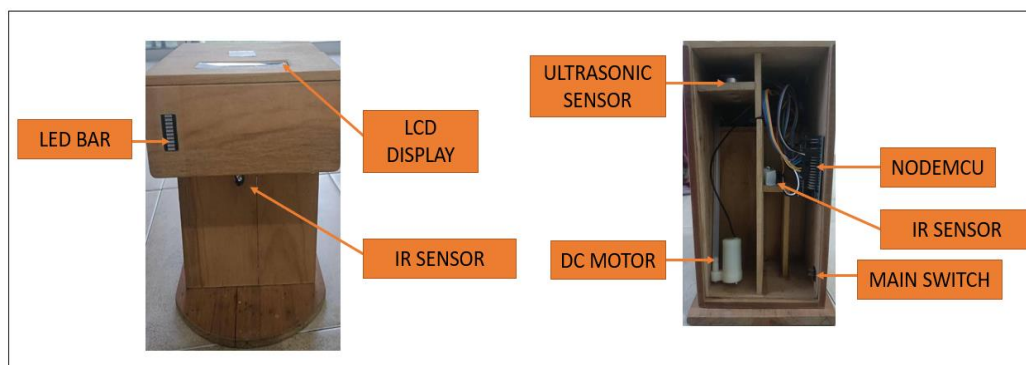 LED BAR
LCD
DISPLAY
IR SENSOR
ULTRASONIC
SENSOR
NODEMCU
IR SENSOR
DC MOTOR
MAIN SWITCH